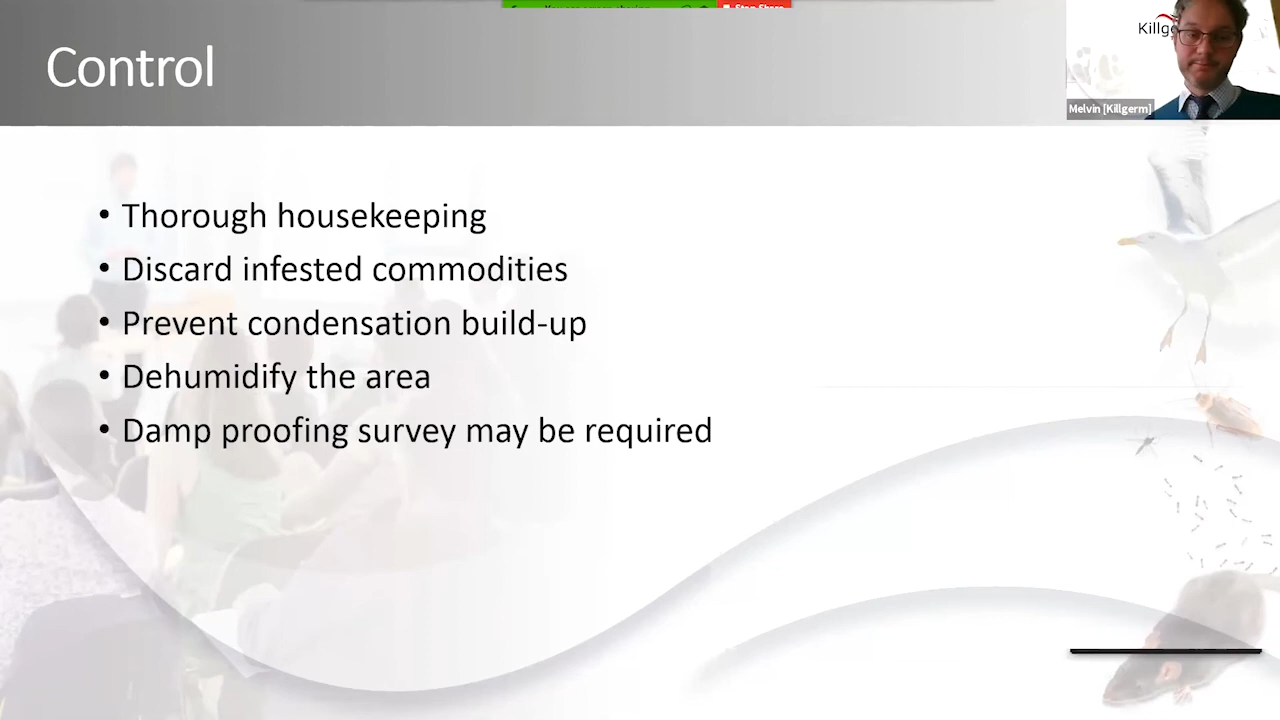 Control
Melvin [Killgerm]
• Thorough housekeeping
• Discard infested commodities
• Prevent condensation build-up
• Dehumidify the area
• Damp proofing survey may be required